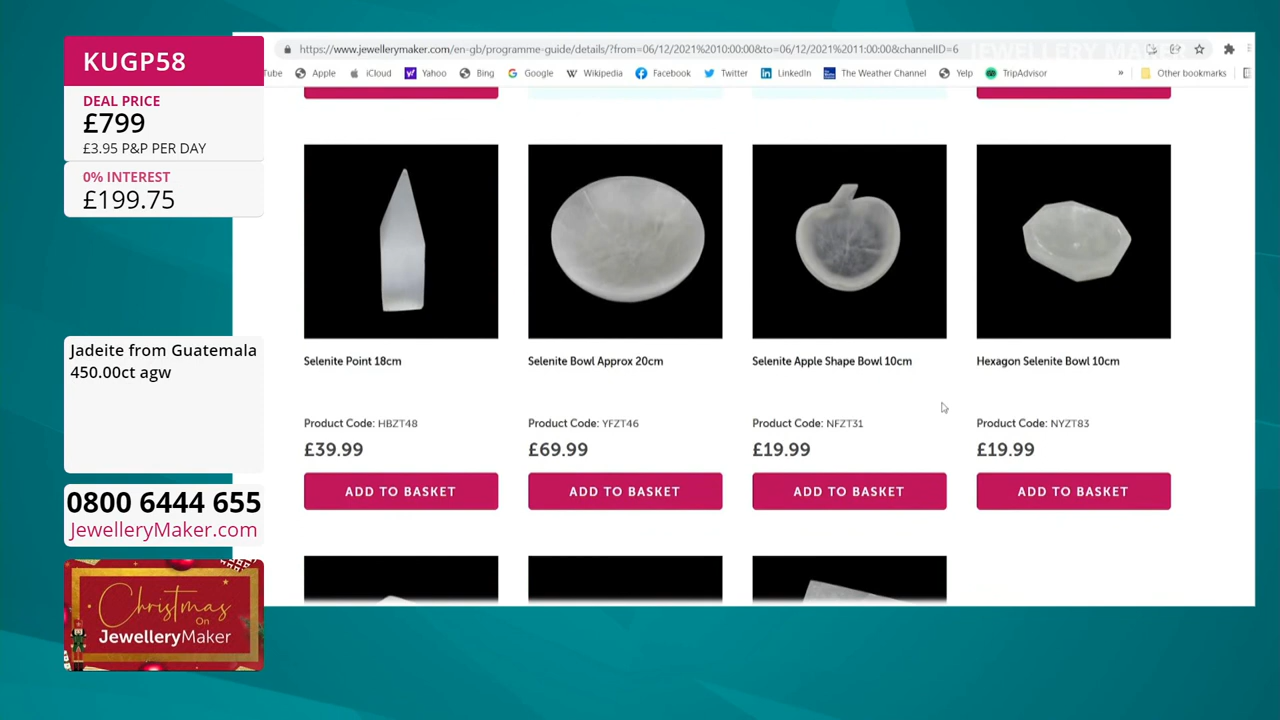 KUGP58
DEAL PRICE
£799
£3.95 P&P PER DAY
0% INTEREST
£199.75
Jadeite from Guatemala
450.00ct agw
0800 6444 655
JewelleryMaker.com
Christmas
On
JewelleryMaker
JEWELLERY MAKER
https://www.jewellerymaker.com/en-gb/programme-guide/details/?from=06/12/2021%2010:00:00&to=06/12/2021%2011:00:00&channelID=6
Tube Apple iCloud Yahoo Bing Google Wikipedia Facebook Twitter LinkedIn The Weather Channel Yelp TripAdvisor » Other bookmarks
Selenite Point 18cm Selenite Bowl Approx 20cm Selenite Apple Shape Bowl 10cm Hexagon Selenite Bowl 10cm
Product Code: HBZT48 Product Code: YFZT46 Product Code: NFZT31 Product Code: NYZT83
£39.99 £69.99 £19.99 £19.99
ADD TO BASKET ADD TO BASKET ADD TO BASKET ADD TO BASKET